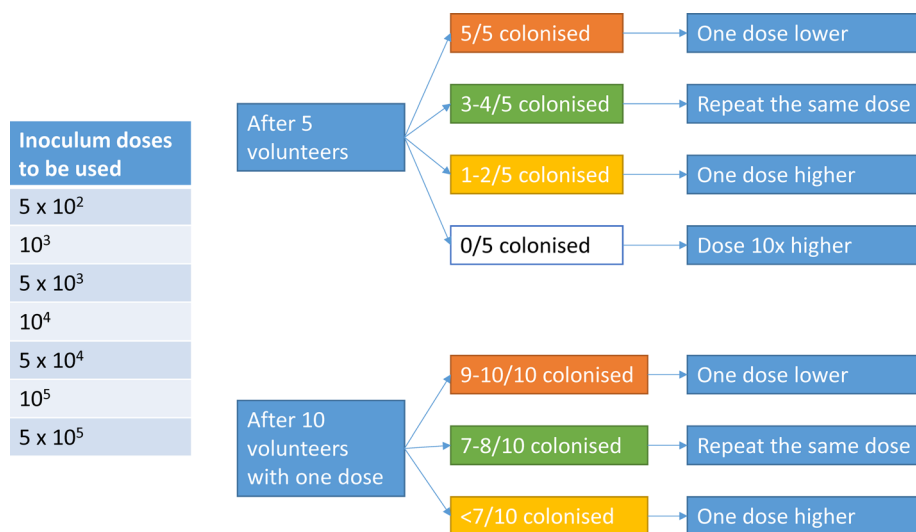 Inoculum doses
to be used
5 x 10²
10³
5 x 10³
10⁴
5 x 10⁴
10⁵
5 x 10⁵
After 5
volunteers
5/5 colonised
One dose lower
3-4/5 colonised
Repeat the same dose
1-2/5 colonised
One dose higher
0/5 colonised
Dose 10x higher
After 10
volunteers
with one dose
9-10/10 colonised
One dose lower
7-8/10 colonised
Repeat the same dose
<7/10 colonised
One dose higher